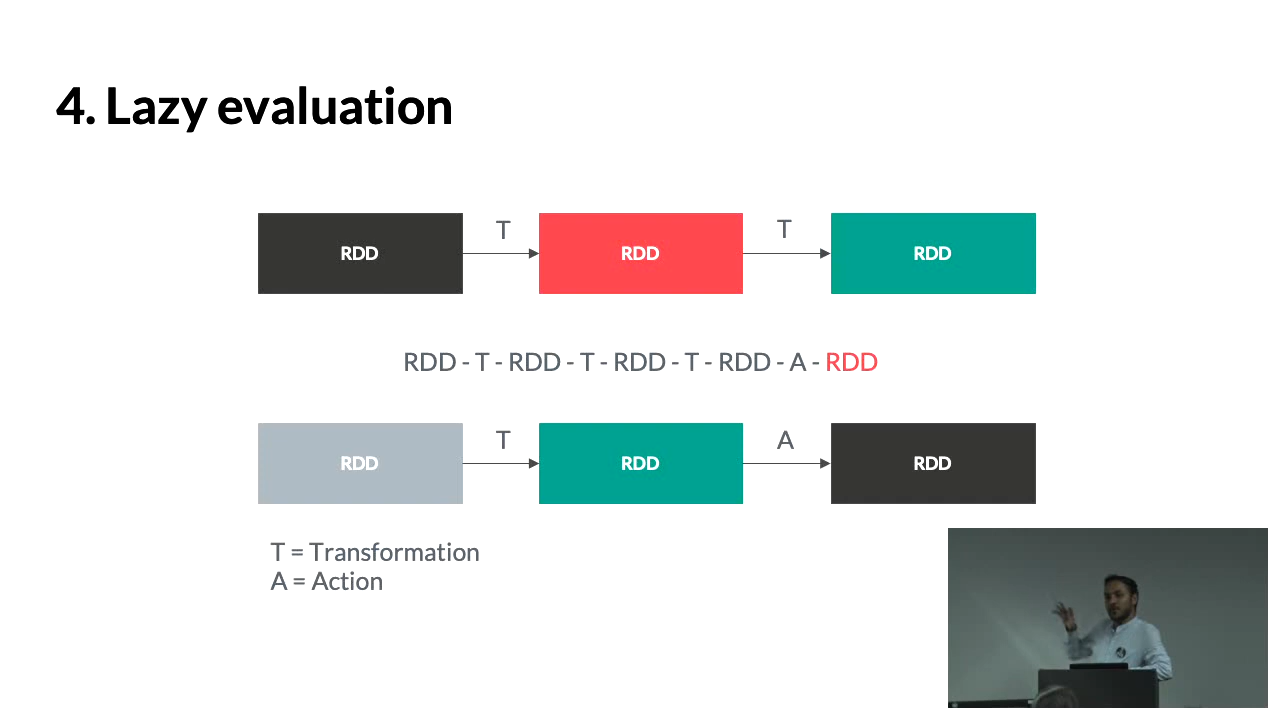 4. Lazy evaluation
RDD T RDD T RDD
RDD - T - RDD - T - RDD - T - RDD - A - RDD
RDD T RDD A RDD
T = Transformation
A = Action